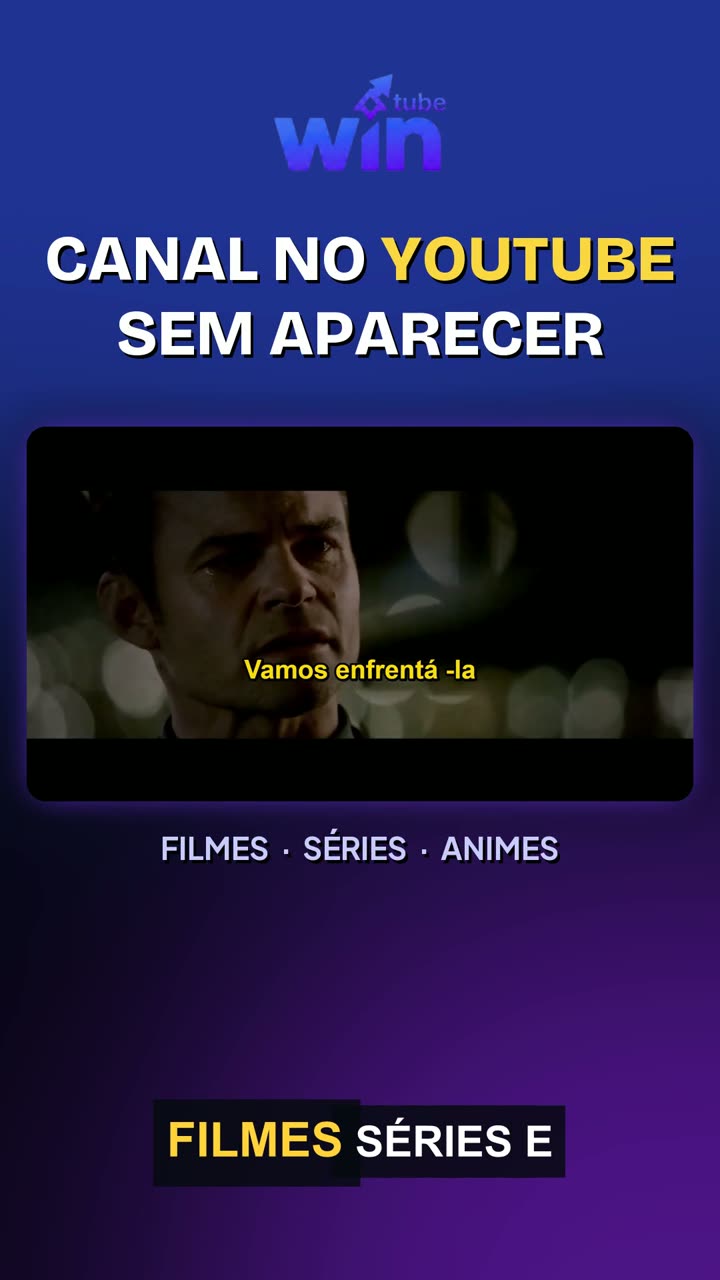 win tube
CANAL NO YOUTUBE
SEM APARECER
Vamos enfrentá -la
FILMES · SÉRIES · ANIMES
FILMES SÉRIES E